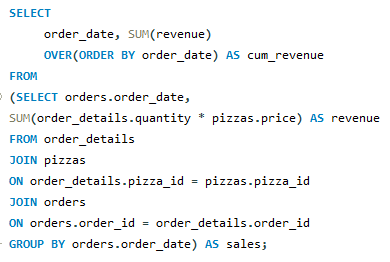 SELECT
order_date, SUM(revenue)
OVER(ORDER BY order_date) AS cum_revenue
FROM
(SELECT orders.order_date,
SUM(order_details.quantity * pizzas.price) AS revenue
FROM order_details
JOIN pizzas
ON order_details.pizza_id = pizzas.pizza_id
JOIN orders
ON orders.order_id = order_details.order_id
GROUP BY orders.order_date) AS sales;